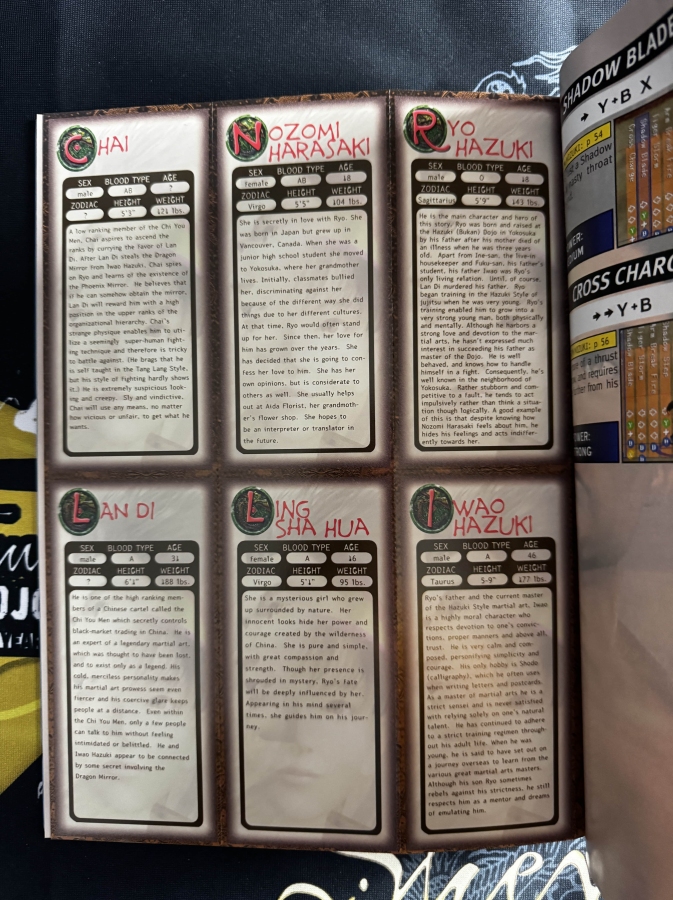 CHAI
SEX BLOOD TYPE AGE
male AB ?
ZODIAC HEIGHT WEIGHT
? 5'3" 121 lbs.
A low ranking member of the Chi You
Men, Chai aspires to ascend the
ranks by carrying the favor of Lan
Di. After Lan Di steals the Dragon
Mirror from Iwao Hazuki, Chai spies
on Ryo and learns of the existence of
the Phoenix Mirror. He believes that
if he can somehow obtain the mirror,
Lan Di will reward him with a high
position in the upper ranks of the
organizational hierarchy. Chai's
strange physique enables him to uti-
lize a seemingly super-human fight-
ing technique and therefore is tricky
to battle against. (He brags that he
is self taught in the Tang Lang Style,
but his style of fighting hardly shows
it.) He is extremely suspicious look-
ing and creepy. Sly and vindictive,
Chai will use any means, no matter
how vicious or unfair, to get what he
wants.
NOZOMI
HARASAKI
SEX BLOOD TYPE AGE
female AB 18
ZODIAC HEIGHT WEIGHT
Virgo 5'5" 104 lbs.
She is secretly in love with Ryo. She
was born in Japan but grew up in
Vancouver, Canada. When she was a
junior high school student she moved
to Yokosuka, where her grandmother
lives. Initially, classmates bullied
her, discriminating against her
because of the different way she did
things due to her different cultures.
At that time, Ryo would often stand
up for her. Since then, her love for
him has grown over the years. She
has decided that she is going to con-
fess her love to him. She has her
own opinions, but is considerate to
others as well. She usually helps
out at Aida Florist, her grandmoth-
er's flower shop. She hopes to
be an interpreter or translator in
the future.
RYO
HAZUKI
SEX BLOOD TYPE AGE
male O 18
ZODIAC HEIGHT WEIGHT
Sagittarius 5'9" 143 lbs.
He is the main character and hero of
this story. Ryo was born and raised at
the Hazuki (Bukan) Dojo in Yokosuka
by his father after his mother died of
an illness when he was three years
old. Apart from Ine-san, the live-in
housekeeper and Fuku-san, his father's
student, his father Iwao was Ryo's
only living relation. Until, of course,
Lan Di murdered his father. Ryo
began training in the Hazuki Style of
Jujitsu when he was very young. Ryo's
training enabled him to grow into a
very strong young man, both physically
and mentally. Although he harbors a
strong love and devotion to the mar-
tial arts, he hasn't expressed much
interest in succeeding his father as
master of the Dojo. He is well
behaved, and knows how to handle
himself in a fight. Consequently, he's
well known in the neighborhood of
Yokosuka. Rather stubborn and com-
petitive to a fault, he tends to act
impulsively rather than think a situa-
tion though logically. A good example
of this is that despite knowing how
Nozomi Harasaki feels about him, he
hides his feelings and acts indiffer-
ently towards her.
LAN DI
SEX BLOOD TYPE AGE
male A 31
ZODIAC HEIGHT WEIGHT
? 6'1" 188 lbs.
He is one of the high ranking mem-
bers of a Chinese cartel called the
Chi You Men which secretly controls
black-market trading in China. He is
an expert of a legendary martial art,
which was thought to have been lost,
and to exist only as a legend. His
cold, merciless personality makes
his martial art prowess seem even
fiercer and his coercive glare keeps
people at a distance. Even within
the Chi You Men, only a few people
can talk to him without feeling
intimidated or belittled. He and
Iwao Hazuki appear to be connected
by some secret involving the
Dragon Mirror.
LING
SHA HUA
SEX BLOOD TYPE AGE
female A 16
ZODIAC HEIGHT WEIGHT
Virgo 5'1" 95 lbs.
She is a mysterious girl who grew
up surrounded by nature. Her
innocent looks hide her power and
courage created by the wilderness
of China. She is pure and simple,
with great compassion and
strength. Though her presence is
shrouded in mystery, Ryo's fate
will be deeply influenced by her.
Appearing in his mind several
times, she guides him on his jour-
ney.
IWAO
HAZUKI
SEX BLOOD TYPE AGE
male A 46
ZODIAC HEIGHT WEIGHT
Taurus 5-9" 177 lbs.
Ryo's father and the current master
of the Hazuki Style martial art, Iwao
is a highly moral character who
respects devotion to one's convic-
tions, proper manners and above all,
trust. He is very calm and com-
posed, personifying simplicity and
courage. His only hobby is Shodo
(calligraphy), which he often uses
when writing letters and postcards.
As a master of martial arts he is a
strict sensei and is never satisfied
with relying solely on one's natural
talent. He has continued to adhere
to a strict training regimen through-
out his adult life. When he was
young, he is said to have set out on
a journey overseas to learn from the
various great martial arts masters.
Although his son Ryo sometimes
rebels against his strictness, he still
respects him as a mentor and dreams
of emulating him.
SHADOW BLADE
Y+B X
p 54
a Shadow
throat
CROSS CHARG
Y+B
p 56
of a thrust
requires
from his